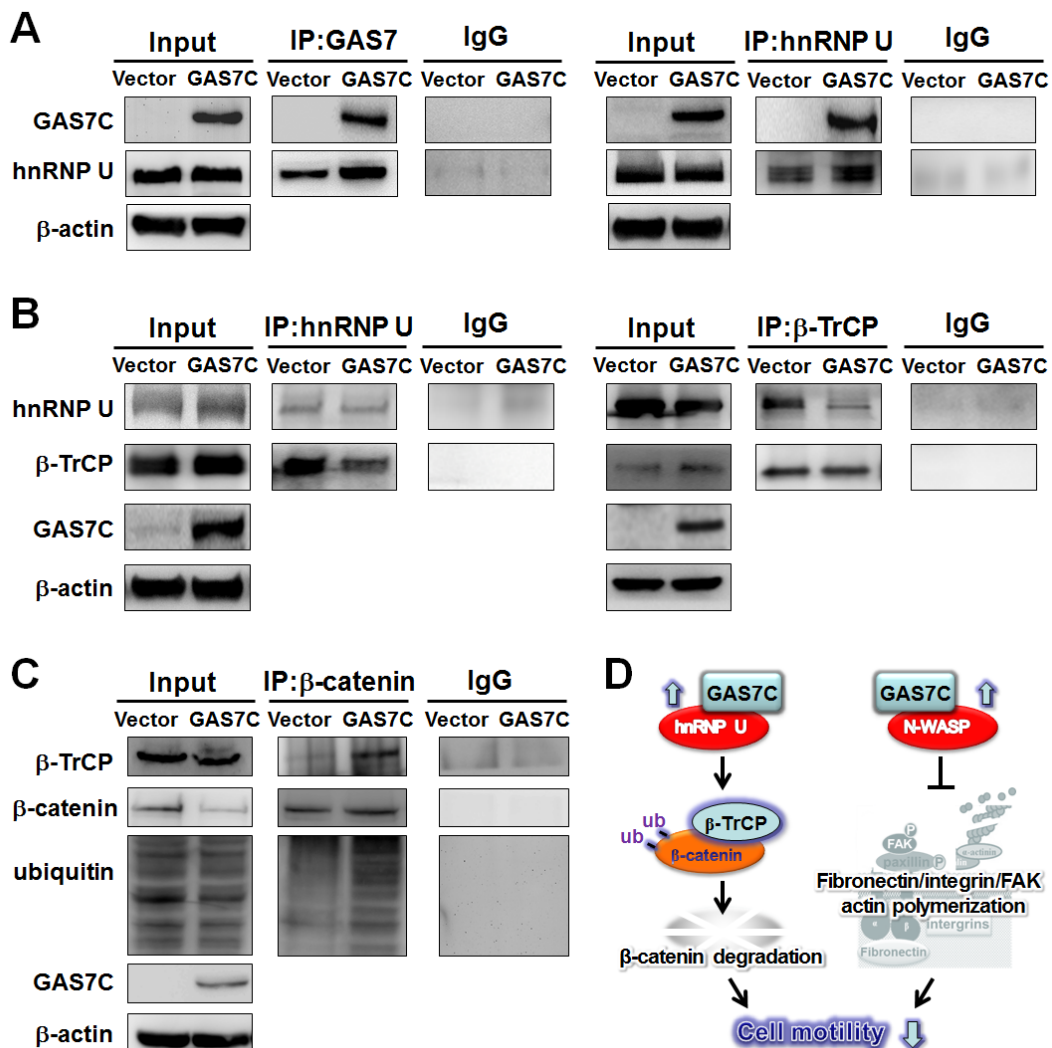 A
Input IP:GAS7 IgG Input IP:hnRNP U IgG
Vector GAS7C Vector GAS7C Vector GAS7C Vector GAS7C Vector GAS7C Vector GAS7C
GAS7C
hnRNP U
β-actin
B
Input IP:hnRNP U IgG Input IP:β-TrCP IgG
Vector GAS7C Vector GAS7C Vector GAS7C Vector GAS7C Vector GAS7C Vector GAS7C
hnRNP U
β-TrCP
GAS7C
β-actin
C
Input IP:β-catenin IgG
Vector GAS7C Vector GAS7C Vector GAS7C
β-TrCP
β-catenin
ubiquitin
GAS7C
β-actin
D
GAS7C GAS7C
hnRNP U N-WASP
ub
ub
β-TrCP
β-catenin
β-catenin degradation
P
FAK
paxillin P
α-actinin
Fibronectin/integrin/FAK
actin polymerization
α β intergrins
Fibronectin
Cell motility